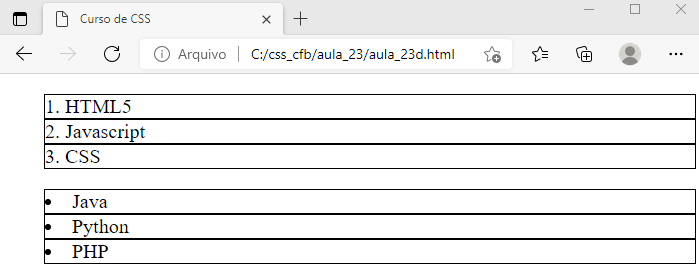 Curso de CSS
Arquivo | C:/css_cfb/aula_23/aula_23d.html
1. HTML5
2. Javascript
3. CSS
• Java
• Python
• PHP